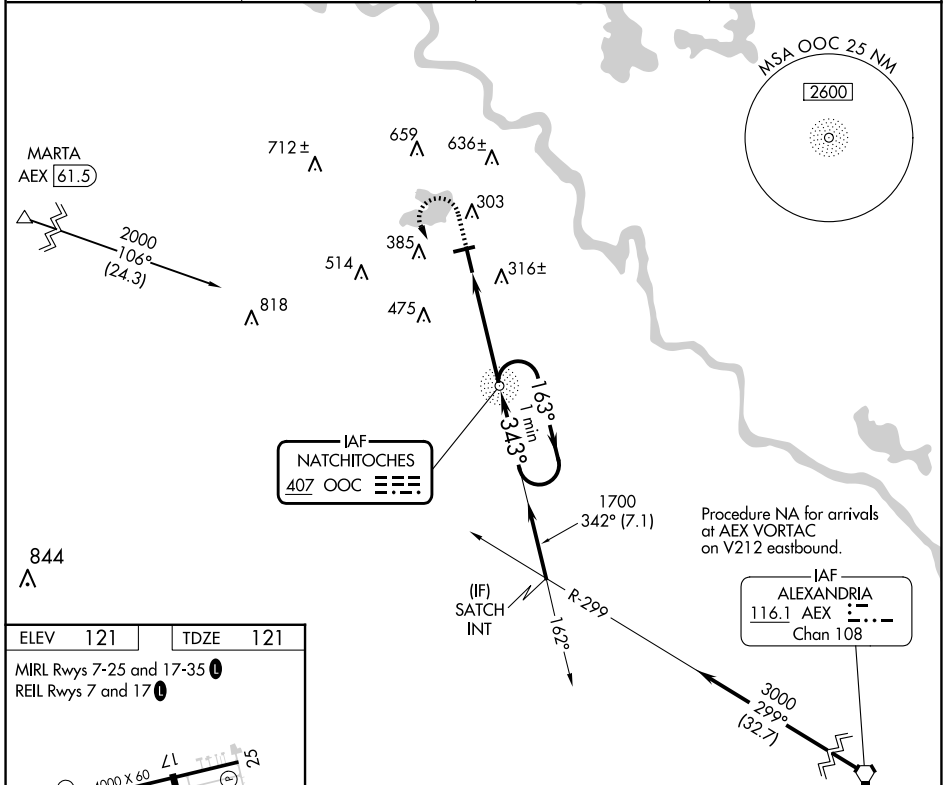 MSA OOC 25 NM
2600
MARTA
AEX 61.5
2000
106°
(24.3)
712 ±
659
636±
303
385
514
316±
475
818
163°
1 min
343°
IAF
NATCHITOCHES
407 OOC
1700
342° (7.1)
Procedure NA for arrivals
at AEX VORTAC
on V212 eastbound.
IAF
ALEXANDRIA
116.1 AEX
Chan 108
844
(IF)
SATCH
INT
R-299
162°
3000
299°
(32.7)
ELEV 121
TDZE 121
MIRL Rwys 7-25 and 17-35 L
REIL Rwys 7 and 17 L
17
25
4000 X 60
P